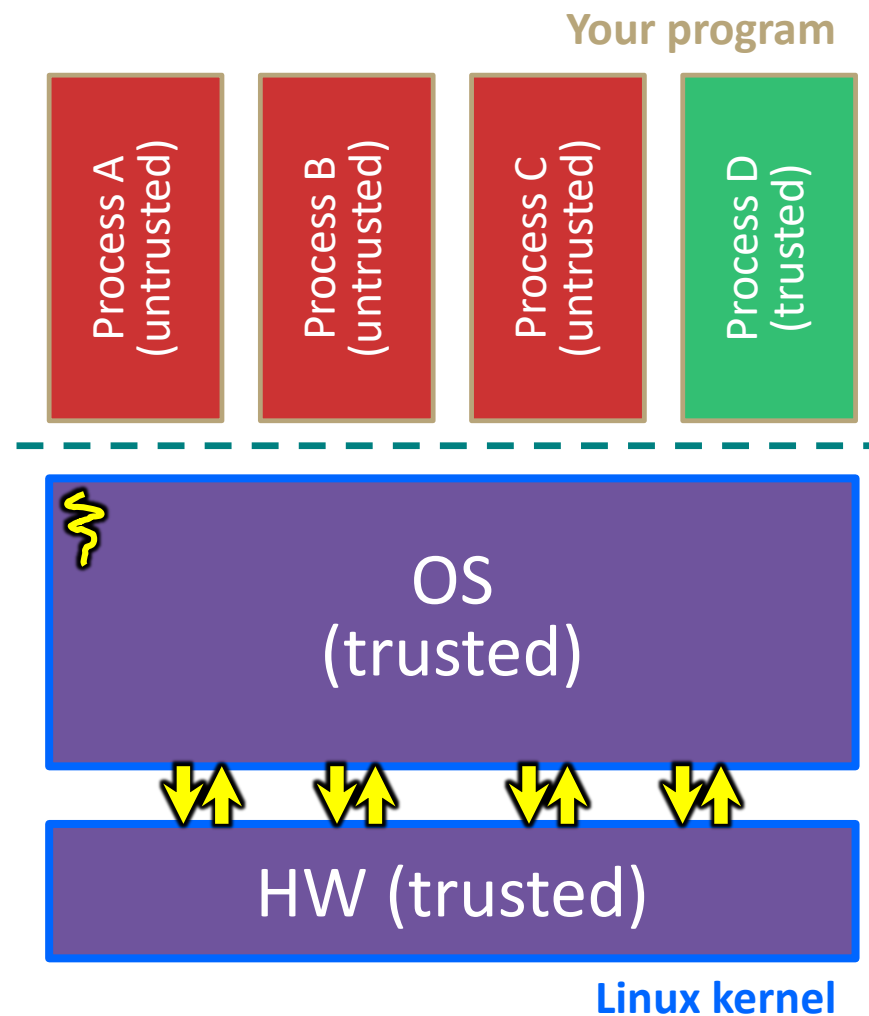 Your program
Process A
(untrusted)
Process B
(untrusted)
Process C
(untrusted)
Process D
(trusted)
OS
(trusted)
HW (trusted)
Linux kernel